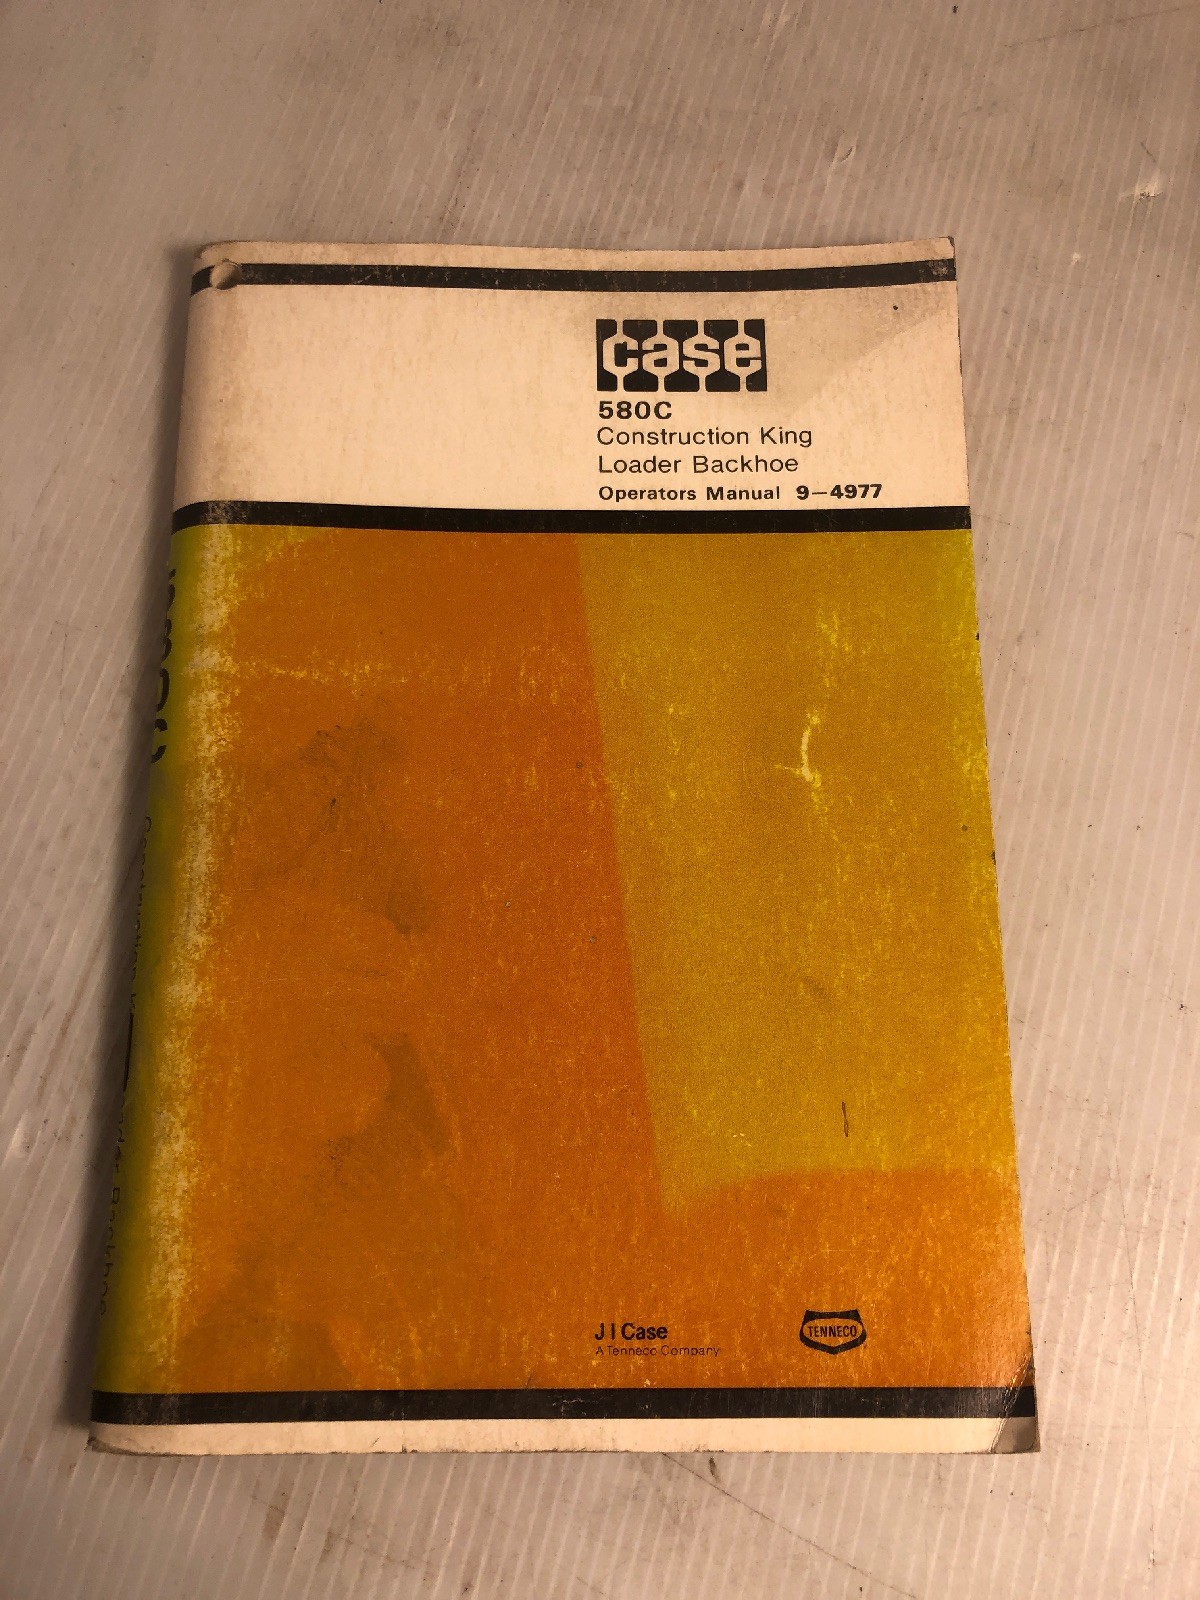 case
580C
Construction King
Loader Backhoe
Operators Manual 9–4977
J I Case
A Tenneco Company
TENNECO